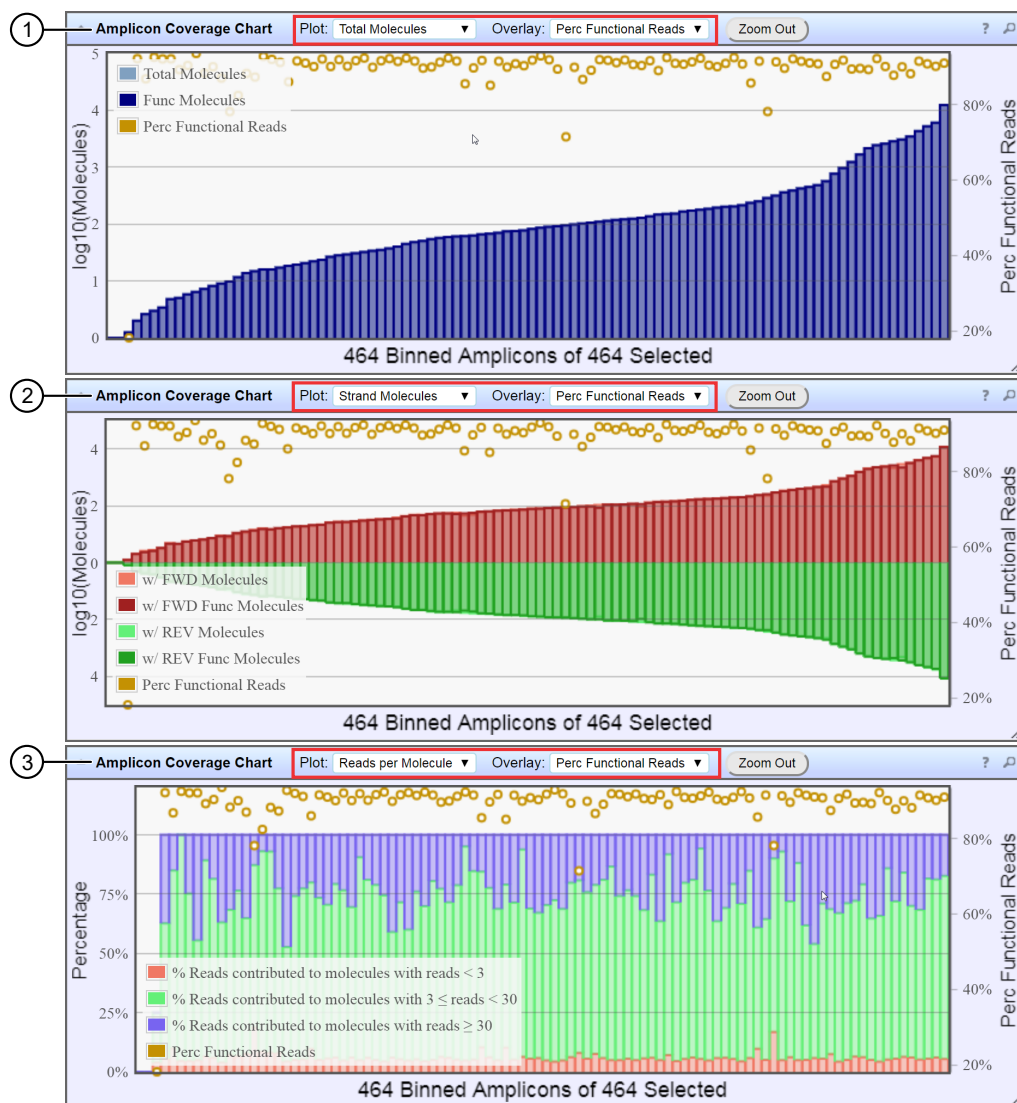 1 Amplicon Coverage Chart Plot: Total Molecules ▼ Overlay: Perc Functional Reads ▼ Zoom Out ?
Total Molecules
Func Molecules
Perc Functional Reads
log10(Molecules)
5
4
3
2
1
0
80%
60%
40%
20%
Perc Functional Reads
464 Binned Amplicons of 464 Selected
2 Amplicon Coverage Chart Plot: Strand Molecules ▼ Overlay: Perc Functional Reads ▼ Zoom Out ?
log10(Molecules)
4
2
0
2
4
w/ FWD Molecules
w/ FWD Func Molecules
w/ REV Molecules
w/ REV Func Molecules
Perc Functional Reads
80%
60%
40%
20%
Perc Functional Reads
464 Binned Amplicons of 464 Selected
3 Amplicon Coverage Chart Plot: Reads per Molecule ▼ Overlay: Perc Functional Reads ▼ Zoom Out ?
Percentage
100%
75%
50%
25%
0%
% Reads contributed to molecules with reads < 3
% Reads contributed to molecules with 3 ≤ reads < 30
% Reads contributed to molecules with reads ≥ 30
Perc Functional Reads
80%
60%
40%
20%
Perc Functional Reads
464 Binned Amplicons of 464 Selected